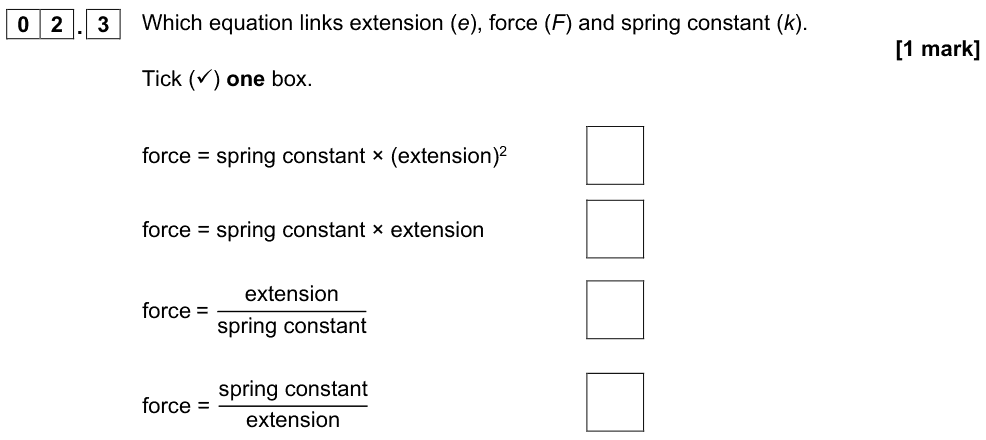 0 2 . 3 Which equation links extension (e), force (F) and spring constant (k).
[1 mark]
Tick (✓) one box.
force = spring constant × (extension)²
force = spring constant × extension
force = extension / spring constant
force = spring constant / extension